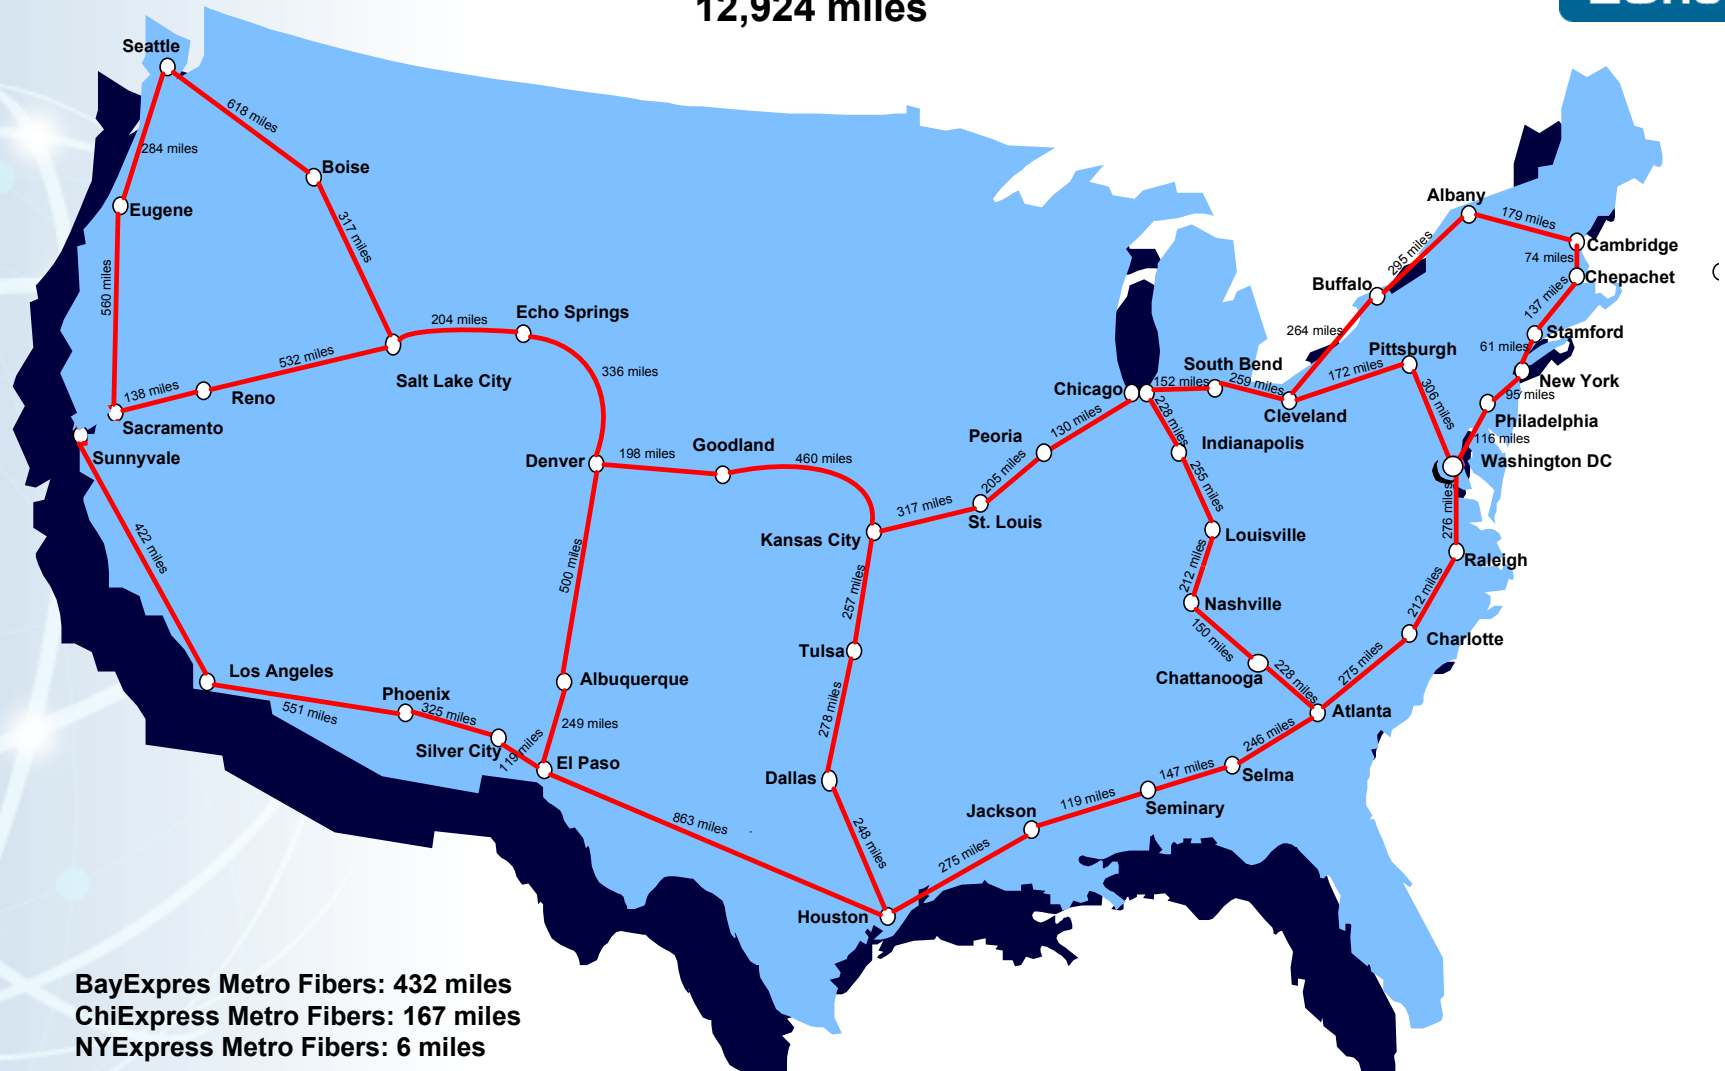 12,924 miles
Seattle
618 miles
284 miles
Boise
Eugene
317 miles
560 miles
204 miles
Echo Springs
532 miles
336 miles
Salt Lake City
138 miles
Reno
Sacramento
Sunnyvale
Denver
198 miles
Goodland
460 miles
Kansas City
317 miles
St. Louis
205 miles
Peoria
130 miles
Chicago
152 miles
South Bend
259 miles
Cleveland
264 miles
Buffalo
295 miles
Albany
179 miles
Cambridge
74 miles
Chepachet
137 miles
Stamford
61 miles
New York
95 miles
Philadelphia
116 miles
Washington DC
Pittsburgh
172 miles
306 miles
276 miles
Raleigh
212 miles
Charlotte
275 miles
Atlanta
228 miles
Indianapolis
255 miles
Louisville
212 miles
Nashville
150 miles
Chattanooga
228 miles
246 miles
Selma
147 miles
Seminary
119 miles
Jackson
275 miles
Houston
248 miles
Dallas
278 miles
Tulsa
257 miles
500 miles
Albuquerque
249 miles
El Paso
863 miles
119 miles
Silver City
325 miles
Phoenix
551 miles
Los Angeles
422 miles
BayExpres Metro Fibers: 432 miles
ChiExpress Metro Fibers: 167 miles
NYExpress Metro Fibers: 6 miles